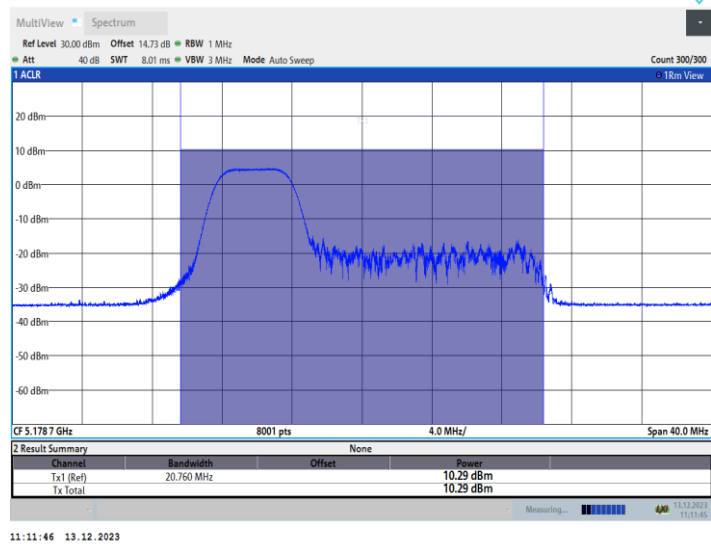 MultiView Spectrum
Ref Level 30.00 dBm Offset 14.73 dB RBW 1 MHz
Att 40 dB SWT 8.01 ms VBW 3 MHz Mode Auto Sweep Count 300/300
1 ACLR 1Rm View
20 dBm
10 dBm
0 dBm
-10 dBm
-20 dBm
-30 dBm
-40 dBm
-50 dBm
-60 dBm
CF 5.178 7 GHz 8001 pts 4.0 MHz/ Span 40.0 MHz
2 Result Summary None
Channel Bandwidth Offset Power
Tx1 (Ref) 20.760 MHz 10.29 dBm
Tx Total 10.29 dBm
Measuring... 13.12.2023
11:11:45
11:11:46 13.12.2023